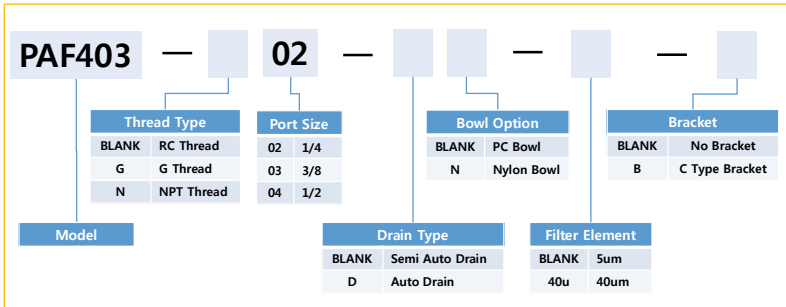 PAF403 — 02 — — —
Thread Type
BLANK RC Thread
G G Thread
N NPT Thread
Port Size
02 1/4
03 3/8
04 1/2
Bowl Option
BLANK PC Bowl
N Nylon Bowl
Bracket
BLANK No Bracket
B C Type Bracket
Model
Drain Type
BLANK Semi Auto Drain
D Auto Drain
Filter Element
BLANK 5um
40u 40um